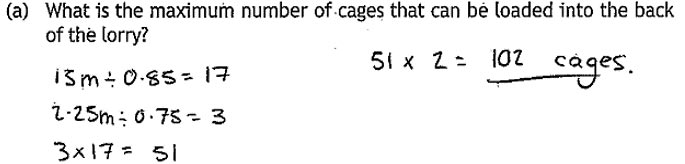 (a) What is the maximum number of cages that can be loaded into the back
of the lorry?
15m ÷ 0.85 = 17
2.25m ÷ 0.75 = 3
3 x 17 = 51
51 x 2 = 102 cages.